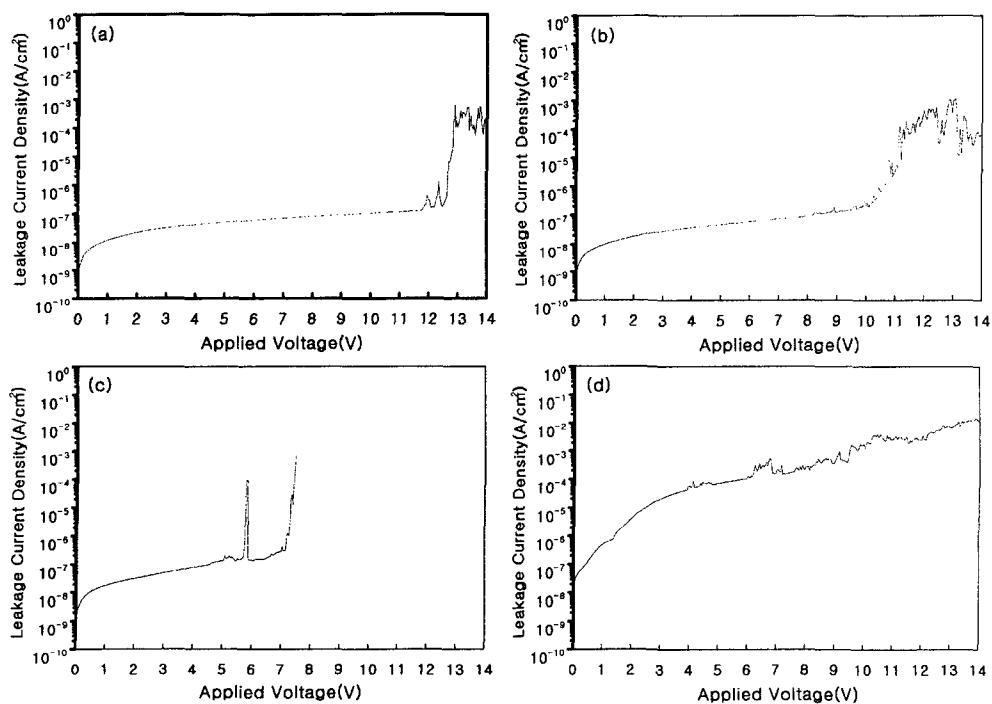 (a)
Leakage Current Density(A/cm²)
10⁰
10⁻¹
10⁻²
10⁻³
10⁻⁴
10⁻⁵
10⁻⁶
10⁻⁷
10⁻⁸
10⁻⁹
10⁻¹⁰
0 1 2 3 4 5 6 7 8 9 10 11 12 13 14
Applied Voltage(V)
(b)
Leakage Current Density(A/cm²)
10⁰
10⁻¹
10⁻²
10⁻³
10⁻⁴
10⁻⁵
10⁻⁶
10⁻⁷
10⁻⁸
10⁻⁹
10⁻¹⁰
0 1 2 3 4 5 6 7 8 9 10 11 12 13 14
Applied Voltage(V)
(c)
Leakage Current Density(A/cm²)
10⁰
10⁻¹
10⁻²
10⁻³
10⁻⁴
10⁻⁵
10⁻⁶
10⁻⁷
10⁻⁸
10⁻⁹
10⁻¹⁰
0 1 2 3 4 5 6 7 8 9 10 11 12 13 14
Applied Voltage(V)
(d)
Leakage Current Density(A/cm²)
10⁰
10⁻¹
10⁻²
10⁻³
10⁻⁴
10⁻⁵
10⁻⁶
10⁻⁷
10⁻⁸
10⁻⁹
10⁻¹⁰
0 1 2 3 4 5 6 7 8 9 10 11 12 13 14
Applied Voltage(V)